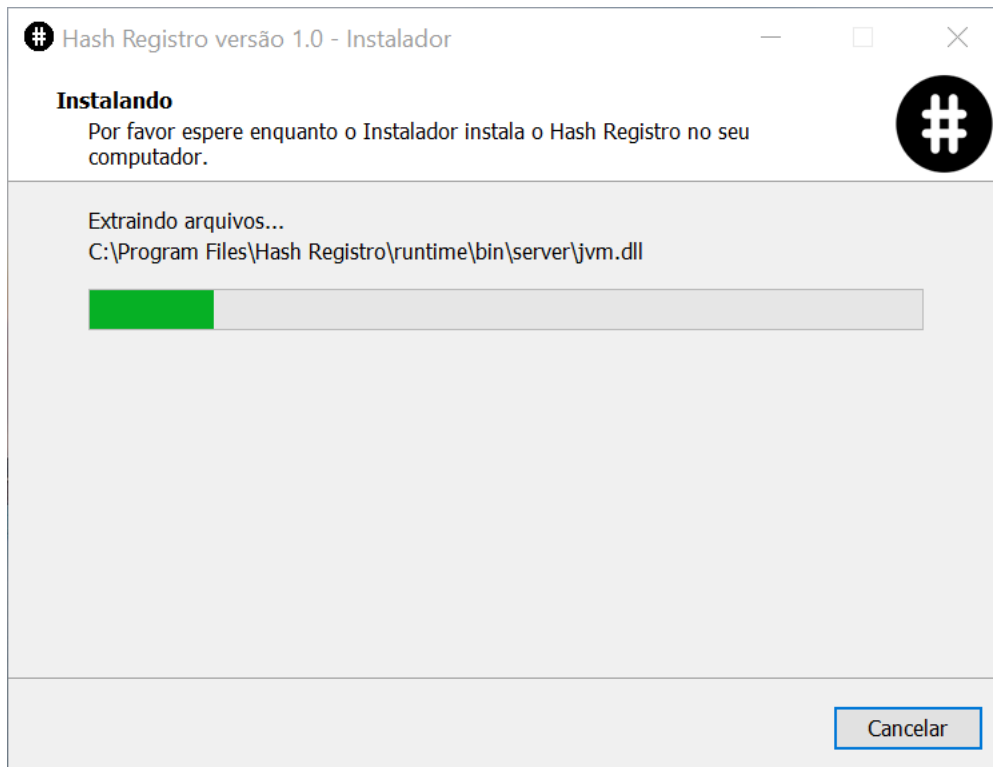 Hash Registro versão 1.0 - Instalador
Instalando
Por favor espere enquanto o Instalador instala o Hash Registro no seu
computador.
Extraindo arquivos...
C:\Program Files\Hash Registro\runtime\bin\server\jvm.dll
Cancelar